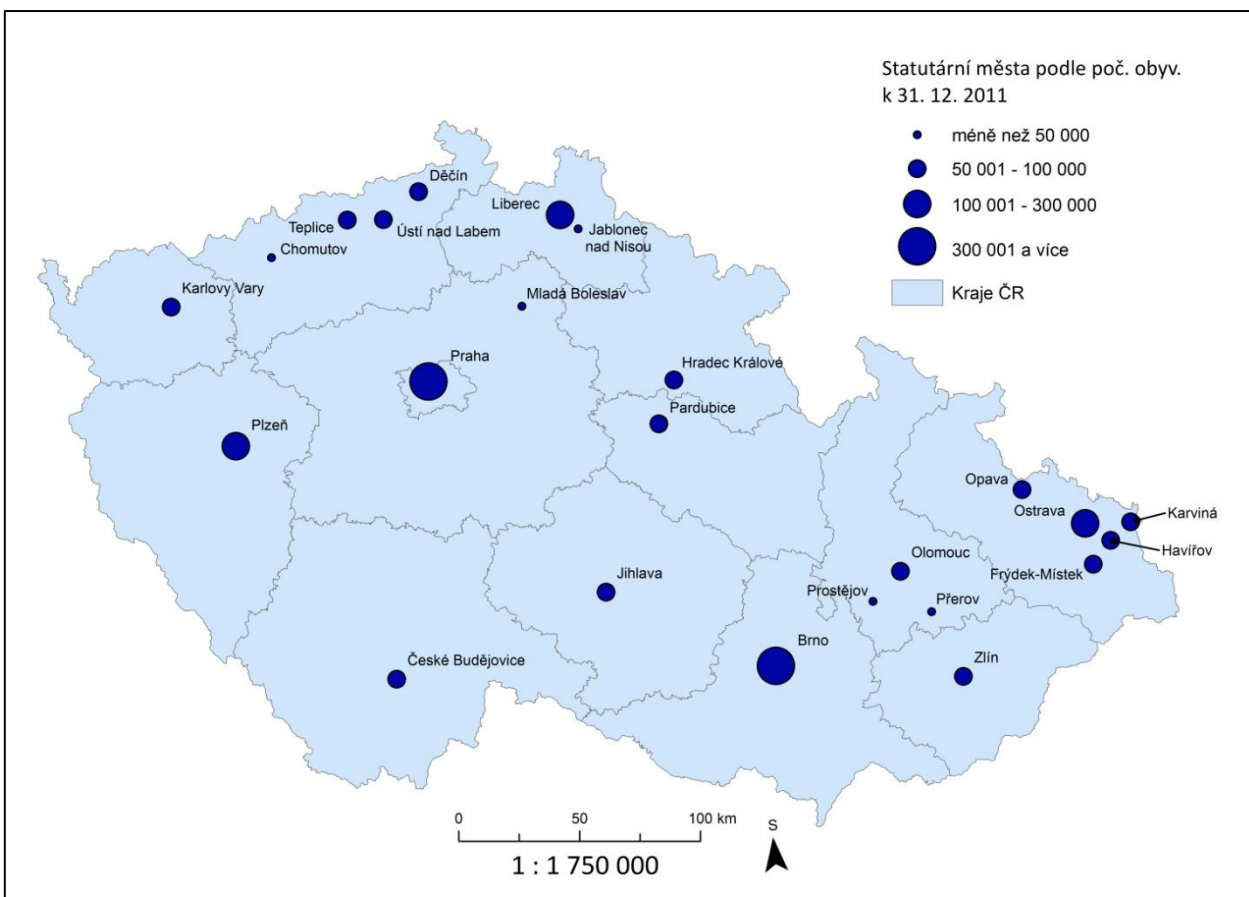 Statutární města podle poč. obyv.
k 31. 12. 2011
méně než 50 000
50 001 - 100 000
100 001 - 300 000
300 001 a více
Kraje ČR
Děčín
Liberec
Teplice
Ústí nad Labem
Jablonec
nad Nisou
Chomutov
Karlovy Vary
Mladá Boleslav
Praha
Hradec Králové
Pardubice
Plzeň
Opava
Ostrava
Karviná
Havířov
Olomouc
Frýdek-Místek
Jihlava
Prostějov
Přerov
Brno
České Budějovice
Zlín
0 50 100 km
S
1 : 1 750 000